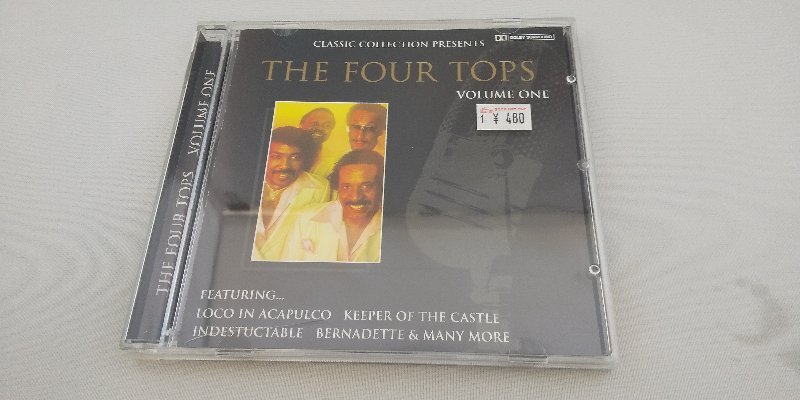 CLASSIC COLLECTION PRESENTS
THE FOUR TOPS
VOLUME ONE
1 ¥ 480
FEATURING...
LOCO IN ACAPULCO KEEPER OF THE CASTLE
INDESTUCTABLE BERNADETTE & MANY MORE
THE FOUR TOPS VOLUME ONE